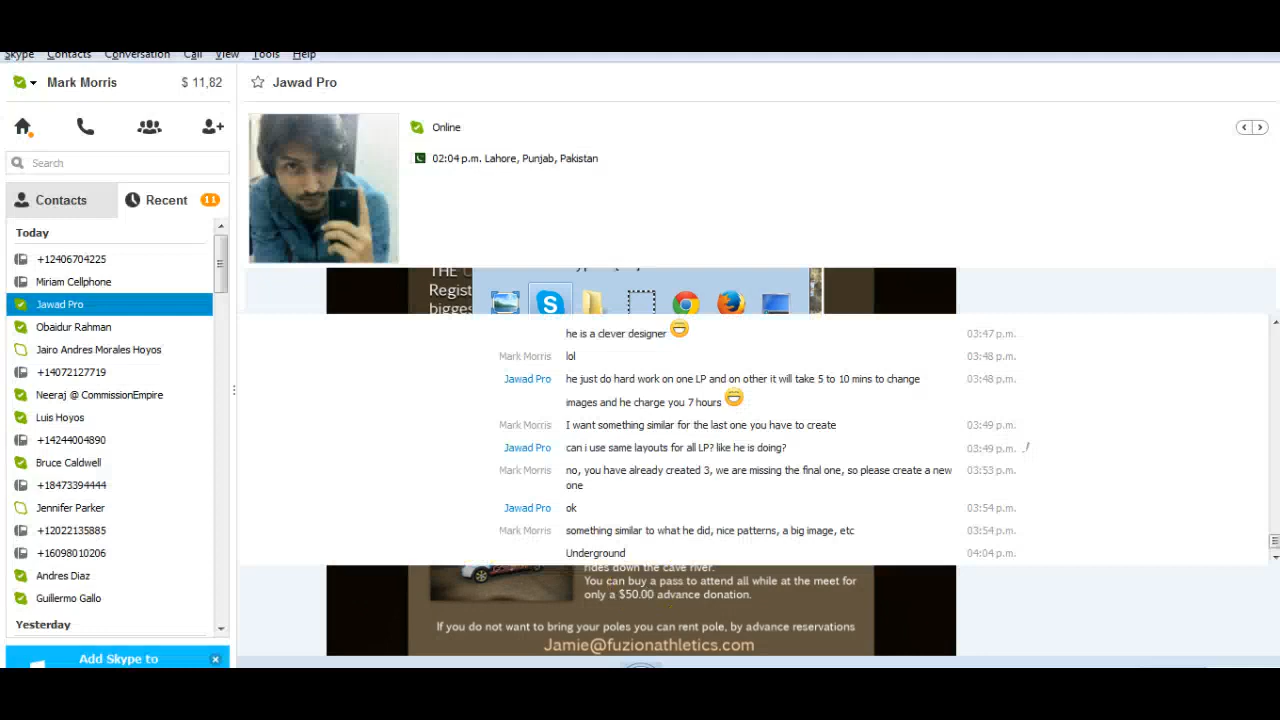 Skype Contacts Conversation Call View Tools Help
Mark Morris $ 11,82
Search
Contacts Recent 11
Today
+12406704225
Miriam Cellphone
Jawad Pro
Obaidur Rahman
Jairo Andres Morales Hoyos
+14072127719
Neeraj @ CommissionEmpire
Luis Hoyos
+14244004890
Bruce Caldwell
+18473394444
Jennifer Parker
+12022135885
+16098010206
Andres Diaz
Guillermo Gallo
Yesterday
Add Skype to
Jawad Pro
Online
02:04 p.m. Lahore, Punjab, Pakistan
THE
Regist
biggest
he is a clever designer 03:47 p.m.
Mark Morris lol 03:48 p.m.
Jawad Pro he just do hard work on one LP and on other it will take 5 to 10 mins to change 03:48 p.m.
images and he charge you 7 hours
Mark Morris I want something similar for the last one you have to create 03:49 p.m.
Jawad Pro can i use same layouts for all LP? like he is doing? 03:49 p.m.
Mark Morris no, you have already created 3, we are missing the final one, so please create a new 03:53 p.m.
one
Jawad Pro ok 03:54 p.m.
Mark Morris something similar to what he did, nice patterns, a big image, etc 03:54 p.m.
Underground 04:04 p.m.
rides down the cave river.
You can buy a pass to attend all while at the meet for
only a $50.00 advance donation.
If you do not want to bring your poles you can rent pole, by advance reservations
Jamie@fuzionathletics.com